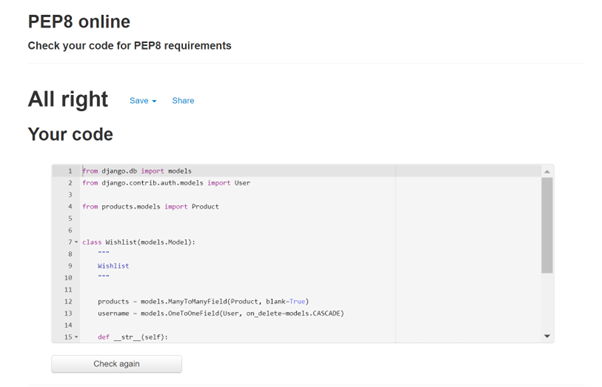 PEP8 online
Check your code for PEP8 requirements
All right Save Share
Your code
1 from django.db import models
2 from django.contrib.auth.models import User
3
4 from products.models import Product
5
6
7 class Wishlist(models.Model):
8 """
9 Wishlist
10 """
11
12 products = models.ManyToManyField(Product, blank=True)
13 username = models.OneToOneField(User, on_delete=models.CASCADE)
14
15 def __str__(self):
Check again